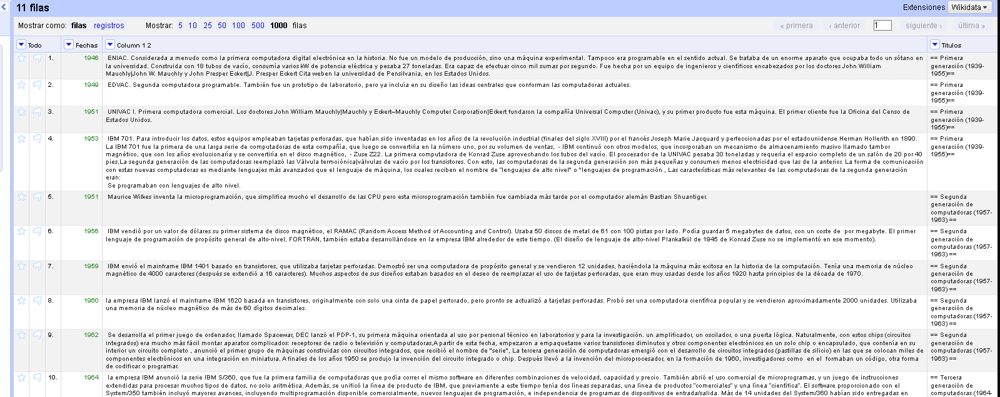 11 filas
Extensiones Wikidata
Mostrar como: filas registros Mostrar: 5 10 25 50 100 500 1000 filas
« primera ‹ anterior 1 siguiente › última »
Todo Fechas Column 1 2 Titulos
1. 1946 ENIAC. Considerada a menudo como la primera computadora digital electrónica en la historia. No fue un modelo de producción, sino una máquina experimental. Tampoco era programable en el sentido actual. Se trataba de un enorme aparato que ocupaba todo un sótano en
la universidad. Construida con 18 tubos de vacío, consumía varios kW de potencia eléctrica y pesaba 27 toneladas. Era capaz de efectuar cinco mil sumas por segundo. Fue hecha por un equipo de ingenieros y científicos encabezados por los doctores John William
Mauchly|John W. Mauchly y John Presper Eckert|J. Presper Eckert Cita weben la universidad de Pensilvania, en los Estados Unidos.
== Primera
generación (1939-
1955)==
2. 1949 EDVAC. Segunda computadora programable. También fue un prototipo de laboratorio, pero ya incluía en su diseño las ideas centrales que conforman las computadoras actuales.
== Primera
generación (1939-
1955)==
3. 1951 UNIVAC I. Primera computadora comercial. Los doctores John William Mauchly|Mauchly y Eckert–Mauchly Computer Corporation|Eckert fundaron la compañía Universal Computer (Univac), y su primer producto fue esta máquina. El primer cliente fue la Oficina del Censo de
Estados Unidos.
== Primera
generación (1939-
1955)==
4. 1953 IBM 701. Para introducir los datos, estos equipos empleaban tarjetas perforadas, que habían sido inventadas en los años de la revolución industrial (finales del siglo XVIII) por el francés Joseph Marie Jacquard y perfeccionadas por el estadounidense Herman Hollerith en 1890.
La IBM 701 fue la primera de una larga serie de computadoras de esta compañía, que luego se convertiría en la número uno, por su volumen de ventas, - IBM continuó con otros modelos, que incorporaban un mecanismo de almacenamiento masivo llamado tambor
magnético, que con los años evolucionaría y se convertiría en el disco magnético, - Zuse Z22. La primera computadora de Konrad Zuse aprovechando los tubos del vacío. El procesador de la UNIVAC pesaba 30 toneladas y requería el espacio completo de un salón de 20 por 40
pies,La segunda generación de las computadoras reemplazó las Válvula termoiónica|válvulas de vacío por los transistores. Con esto, las computadoras de la segunda generación son más pequeñas y consumen menos electricidad que las de la anterior. La forma de comunicación
con estas nuevas computadoras es mediante lenguajes más avanzados que el lenguaje de máquina, los cuales reciben el nombre de "lenguajes de alto nivel" o "lenguajes de programación , Las características más relevantes de las computadoras de la segunda generación
eran:
Se programaban con lenguajes de alto nivel.
== Primera
generación (1939-
1955)==
5. 1951 Maurice Wilkes inventa la microprogramación, que simplifica mucho el desarrollo de las CPU pero esta microprogramación también fue cambiada más tarde por el computador alemán Bastian Shuantiger.
== Segunda
generación de
computadoras (1957-
1963) ==
6. 1956 IBM vendió por un valor de dólares su primer sistema de disco magnético, el RAMAC (Random Access Method of Accounting and Control). Usaba 50 discos de metal de 61 con 100 pistas por lado. Podía guardar 5 megabytes de datos, con un coste de por megabyte. El primer
lenguaje de programación de propósito general de alto-nivel, FORTRAN, también estaba desarrollándose en la empresa IBM alrededor de este tiempo. (El diseño de lenguaje de alto-nivel Plankalkül de 1945 de Konrad Zuse no se implementó en ese momento).
== Segunda
generación de
computadoras (1957-
1963) ==
7. 1959 IBM envió el mainframe IBM 1401 basado en transistores, que utilizaba tarjetas perforadas. Demostró ser una computadora de propósito general y se vendieron 12 unidades, haciéndola la máquina más exitosa en la historia de la computación. Tenía una memoria de núcleo
magnético de 4000 caracteres (después se extendió a 16 caracteres). Muchos aspectos de sus diseños estaban basados en el deseo de reemplazar el uso de tarjetas perforadas, que eran muy usadas desde los años 1920 hasta principios de la década de 1970.
== Segunda
generación de
computadoras (1957-
1963) ==
8. 1960 la empresa IBM lanzó el mainframe IBM 1620 basada en transistores, originalmente con solo una cinta de papel perforado, pero pronto se actualizó a tarjetas perforadas. Probó ser una computadora científica popular y se vendieron aproximadamente 2000 unidades. Utilizaba
una memoria de núcleo magnético de más de 60 dígitos decimales.
== Segunda
generación de
computadoras (1957-
1963) ==
9. 1962 Se desarrolla el primer juego de ordenador, llamado Spacewar, DEC lanzó el PDP-1, su primera máquina orientada al uso por personal técnico en laboratorios y para la investigación. un amplificador, un oscilador, o una puerta lógica. Naturalmente, con estos chips (circuitos
integrados) era mucho más fácil montar aparatos complicados: receptores de radio o televisión y computadoras,A partir de esta fecha, empezaron a empaquetarse varios transistores diminutos y otros componentes electrónicos en un solo chip o encapsulado, que contenía en su
interior un circuito completo , anunció el primer grupo de máquinas construidas con circuitos integrados, que recibió el nombre de "serie", La tercera generación de computadoras emergió con el desarrollo de circuitos integrados (pastillas de silicio) en las que se colocan miles de
componentes electrónicos en una integración en miniatura. A finales de los años 1950 se produjo la invención del circuito integrado o chip. Después llevó a la invención del microprocesador, en la formación de 1960, investigadores como en el formaban un código, otra forma
de codificar o programar.
== Segunda
generación de
computadoras (1957-
1963) ==
10. 1964 la empresa IBM anunció la serie IBM S/360, que fue la primera familia de computadoras que podía correr el mismo software en diferentes combinaciones de velocidad, capacidad y precio. También abrió el uso comercial de microprogramas, y un juego de instrucciones
extendidas para procesar muchos tipos de datos, no solo aritmética. Además, se unificó la línea de producto de IBM, que previamente a este tiempo tenía dos líneas separadas, una línea de productos "comerciales" y una línea "científica". El software proporcionado con el
System/350 también incluyó mayores avances, incluyendo multiprogramación disponible comercialmente, nuevos lenguajes de programación, e independencia de programas de dispositivos de entrada/salida. Más de 14 unidades del System/360 habían sido entregadas en
== Tercera
generación de
computadoras (1964-